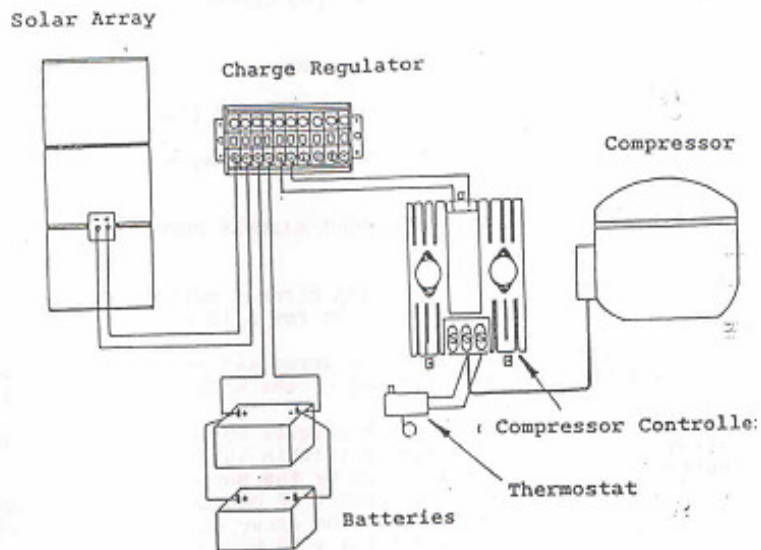 Solar Array
Charge Regulator
Compressor
Compressor Controlle
Thermostat
Batteries